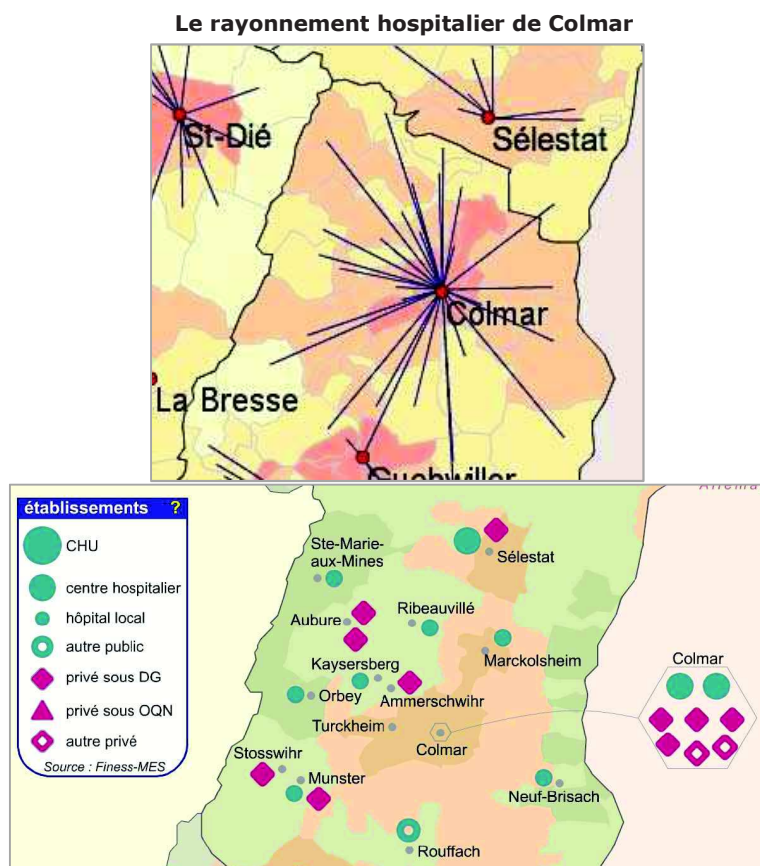 Le rayonnement hospitalier de Colmar
St-Dié
Sélestat
Colmar
La Bresse
Guebwiller
établissements ?
CHU
centre hospitalier
hôpital local
autre public
privé sous DG
privé sous OQN
autre privé
Source : Finess-MES
Ste-Marie-
aux-Mines
Sélestat
Aubure
Ribeauvillé
Marckolsheim
Kaysersberg
Orbey
Ammerschwihr
Turckheim
Colmar
Colmar
Stosswihr
Munster
Neuf-Brisach
Rouffach